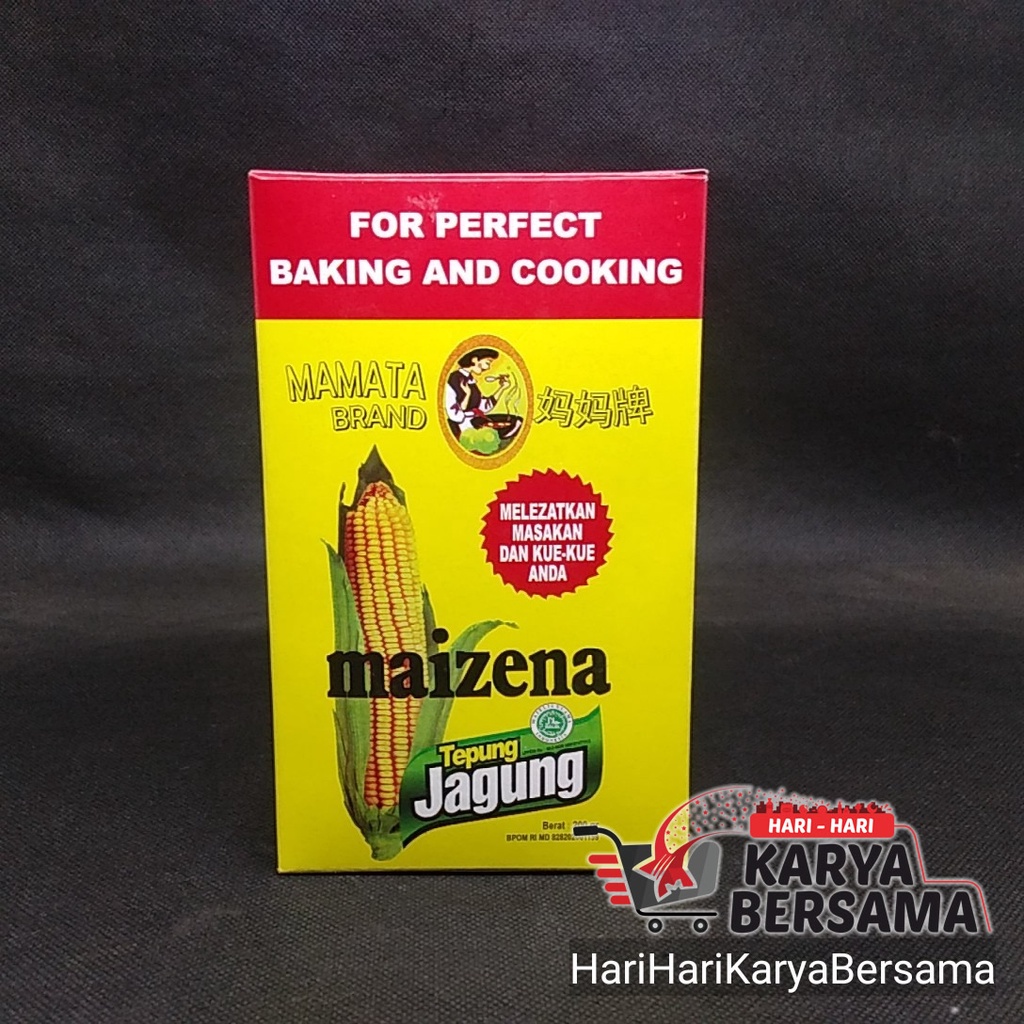 FOR PERFECT
BAKING AND COOKING
MAMATA
BRAND
妈妈牌
MELEZATKAN
MASAKAN
DAN KUE-KUE
ANDA
maizena
Tepung
Jagung
Berat :
BPOM RI MD
HARI - HARI
KARYA
BERSAMA
HariHariKaryaBersama